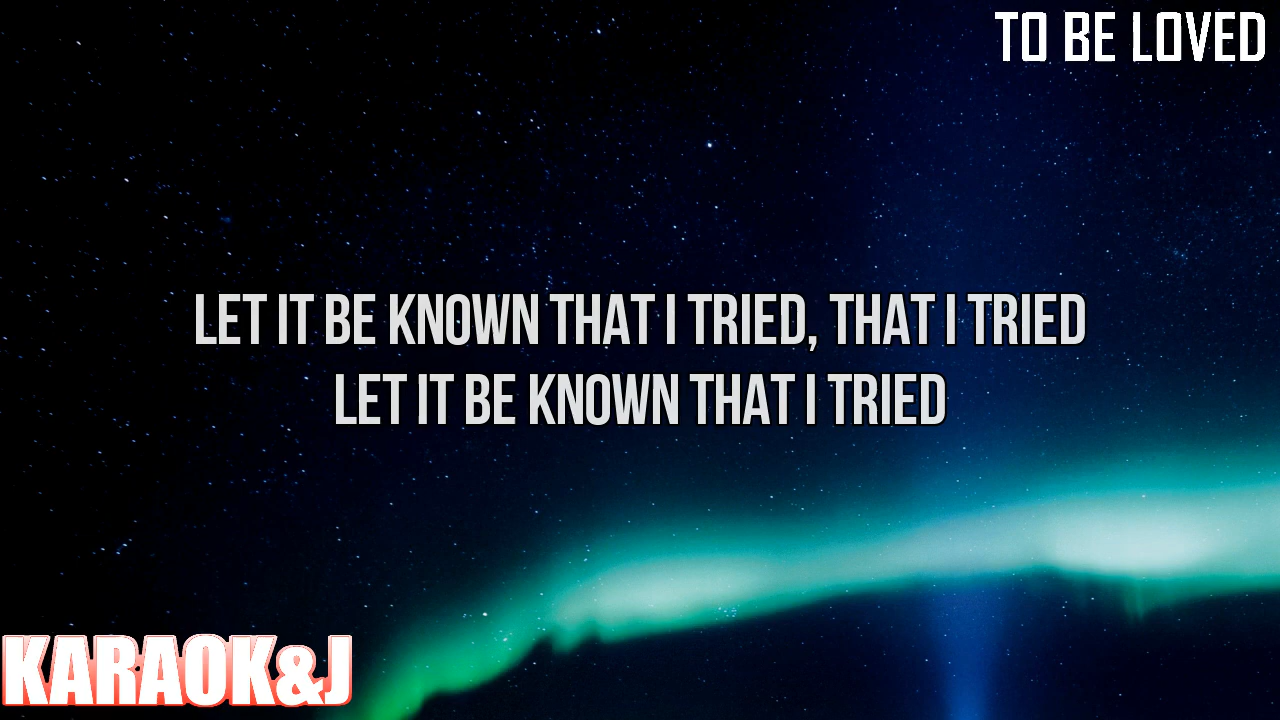 TO BE LOVED
LET IT BE KNOWN THAT I TRIED, THAT I TRIED
LET IT BE KNOWN THAT I TRIED
KARAOK&J